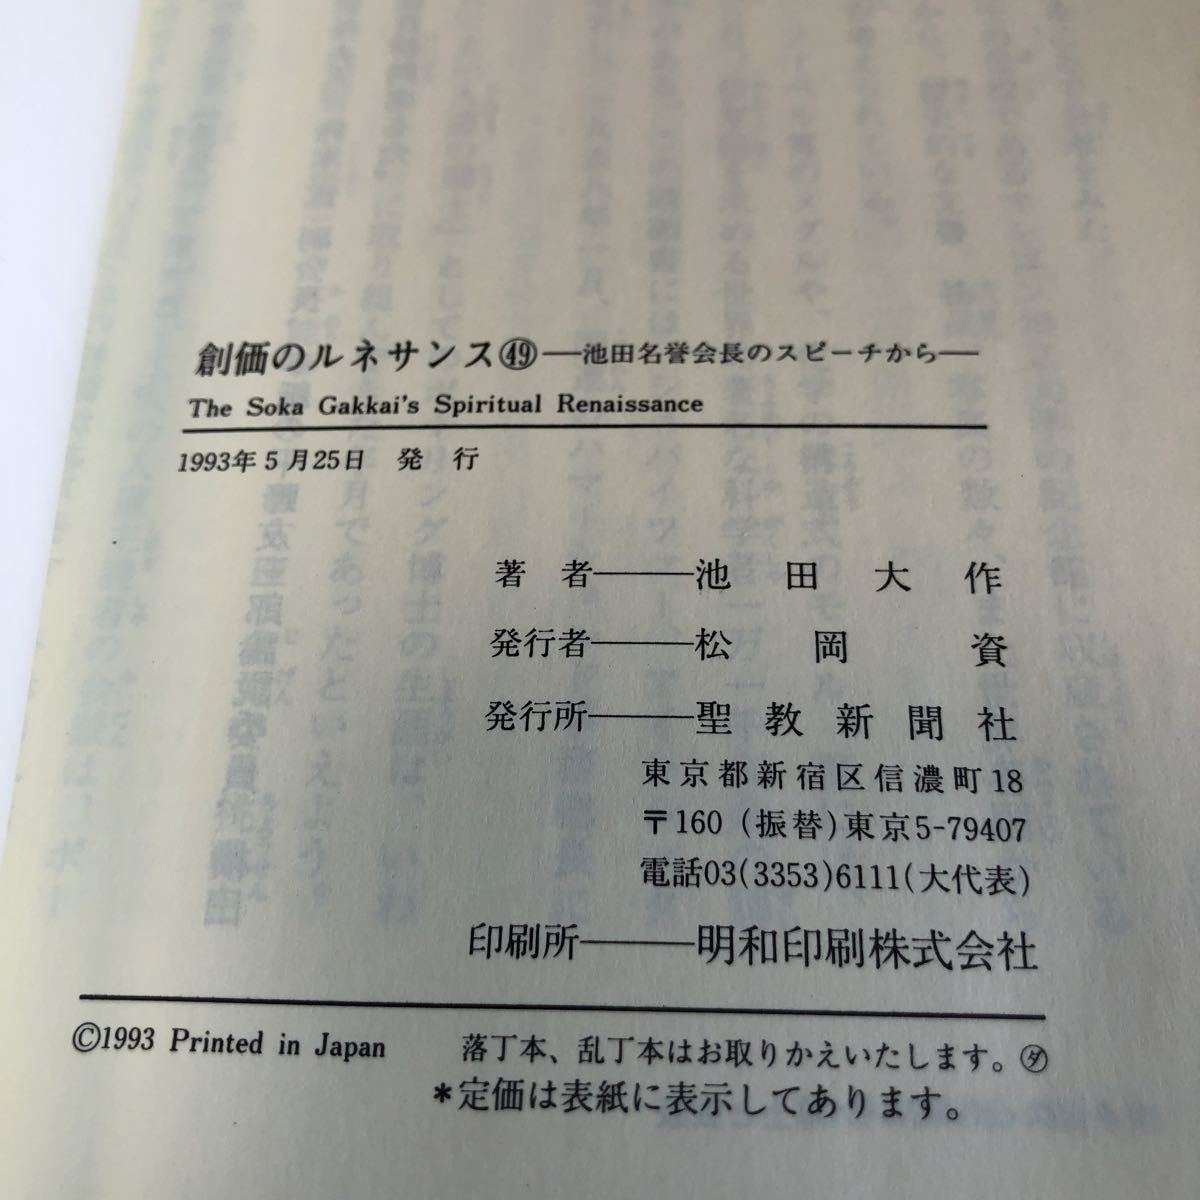 創価のルネサンス㊾―池田名誉会長のスピーチから―
The Soka Gakkai's Spiritual Renaissance
1993年5月25日 発 行
著 者――池 田 大 作
発行者――松 岡 資
発行所――聖教新聞社
東京都新宿区信濃町18
〒160 (振替)東京5-79407
電話03(3353)6111(大代表)
印刷所――明和印刷株式会社
©1993 Printed in Japan 落丁本、乱丁本はお取りかえいたします。㋟
*定価は表紙に表示してあります。